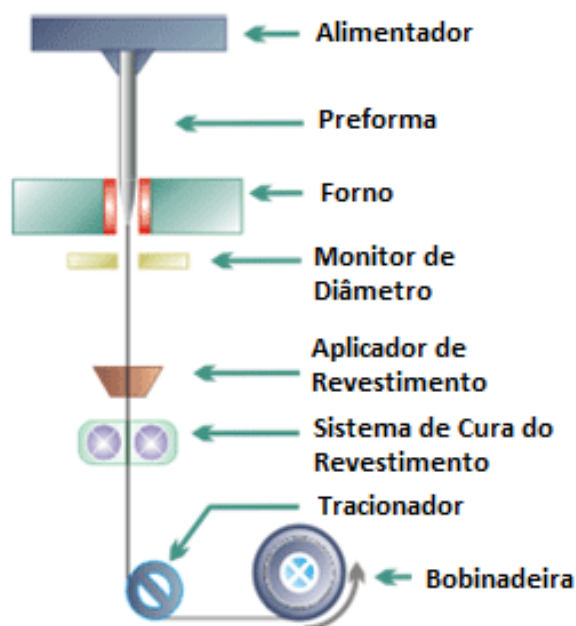 Alimentador
Preforma
Forno
Monitor de
Diâmetro
Aplicador de
Revestimento
Sistema de Cura do
Revestimento
Tracionador
Bobinadeira